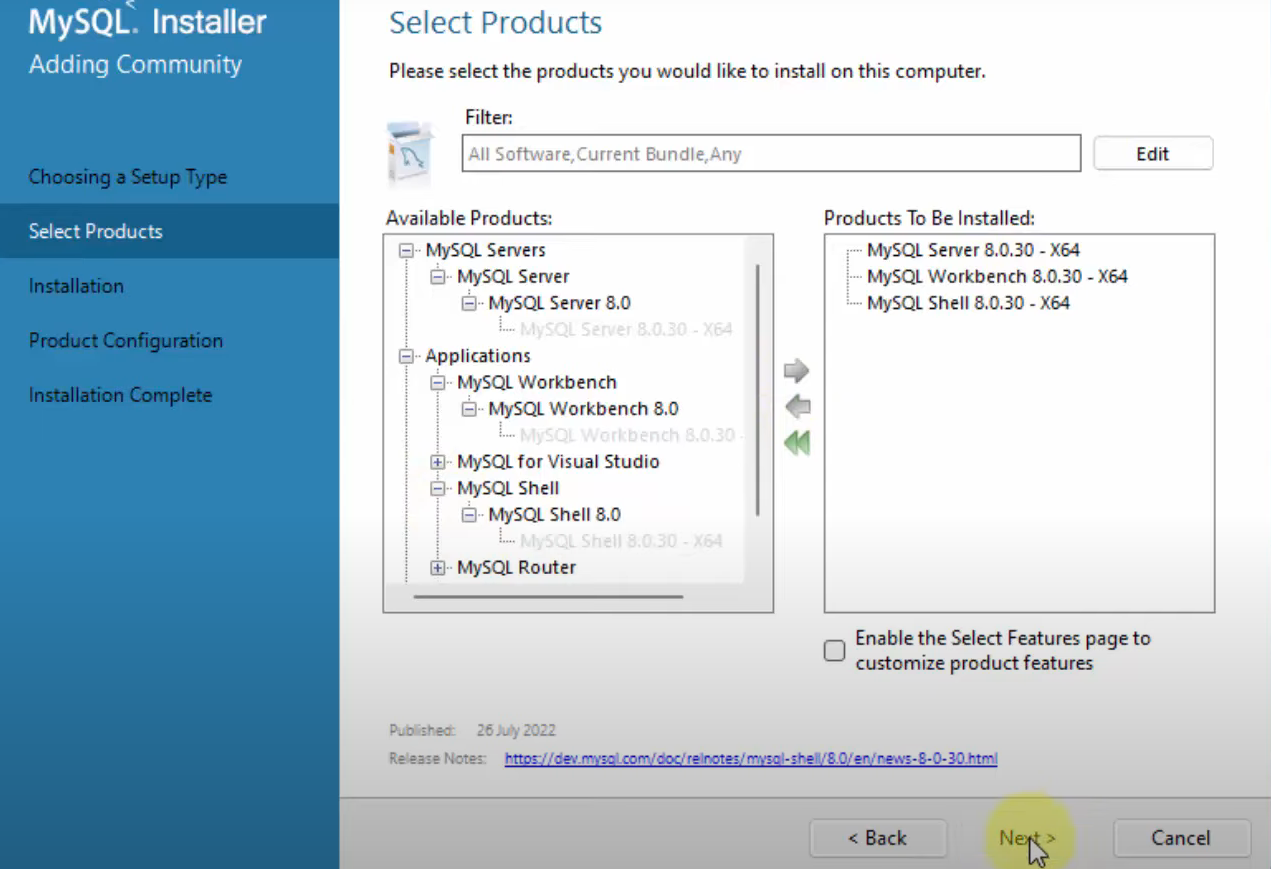 MySQL. Installer
Adding Community
Choosing a Setup Type
Select Products
Installation
Product Configuration
Installation Complete
Select Products
Please select the products you would like to install on this computer.
Filter:
All Software,Current Bundle,Any
Edit
Available Products:
MySQL Servers
MySQL Server
MySQL Server 8.0
MySQL Server 8.0.30 - X64
Applications
MySQL Workbench
MySQL Workbench 8.0
MySQL Workbench 8.0.30 -
MySQL for Visual Studio
MySQL Shell
MySQL Shell 8.0
MySQL Shell 8.0.30 - X64
MySQL Router
Products To Be Installed:
MySQL Server 8.0.30 - X64
MySQL Workbench 8.0.30 - X64
MySQL Shell 8.0.30 - X64
Enable the Select Features page to
customize product features
Published: 26 July 2022
Release Notes: https://dev.mysql.com/doc/relnotes/mysql-shell/8.0/en/news-8-0-30.html
< Back
Next >
Cancel